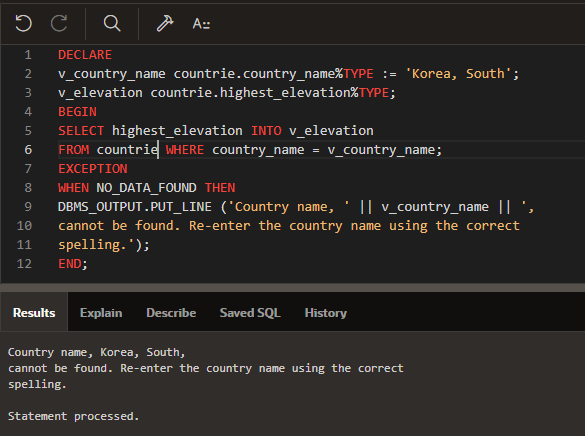 A::
1 DECLARE
2 v_country_name countrie.country_name%TYPE := 'Korea, South';
3 v_elevation countrie.highest_elevation%TYPE;
4 BEGIN
5 SELECT highest_elevation INTO v_elevation
6 FROM countrie WHERE country_name = v_country_name;
7 EXCEPTION
8 WHEN NO_DATA_FOUND THEN
9 DBMS_OUTPUT.PUT_LINE ('Country name, ' || v_country_name || ',
10 cannot be found. Re-enter the country name using the correct
11 spelling.');
12 END;
Results Explain Describe Saved SQL History
Country name, Korea, South,
cannot be found. Re-enter the country name using the correct
spelling.
Statement processed.